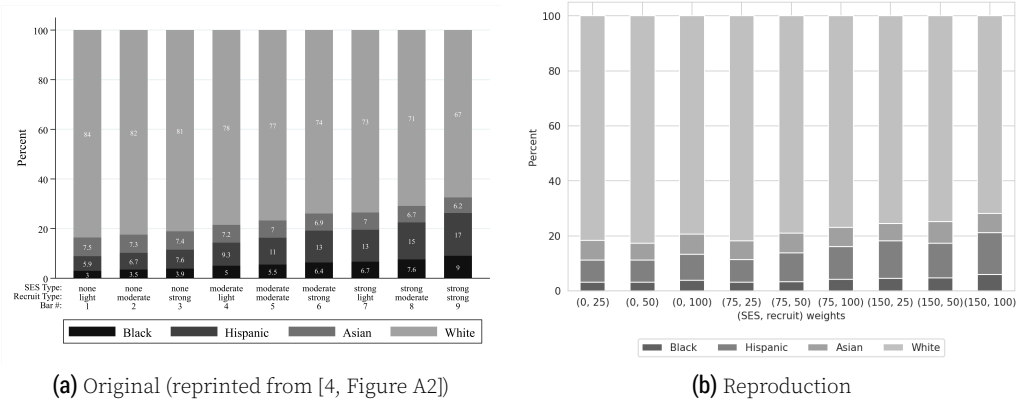 100
80
60
40
20
0
Percent
84 82 81 78 77 74 73 71 67
7.5 7.3 7.4 7.2 7 6.9 7 6.7 6.2
5.9 6.7 7.6 9.3 11 13 13 15 17
3 3.5 3.9 5 5.5 6.4 6.7 7.6 9
SES Type: none none none moderate moderate moderate strong strong strong
Recruit Type: light moderate strong light moderate strong light moderate strong
Bar #: 1 2 3 4 5 6 7 8 9
Black Hispanic Asian White
(a) Original (reprinted from [4, Figure A2])
100
80
60
40
20
0
Percent
(0, 25) (0, 50) (0, 100) (75, 25) (75, 50) (75, 100) (150, 25) (150, 50) (150, 100)
(SES, recruit) weights
Black Hispanic Asian White
(b) Reproduction